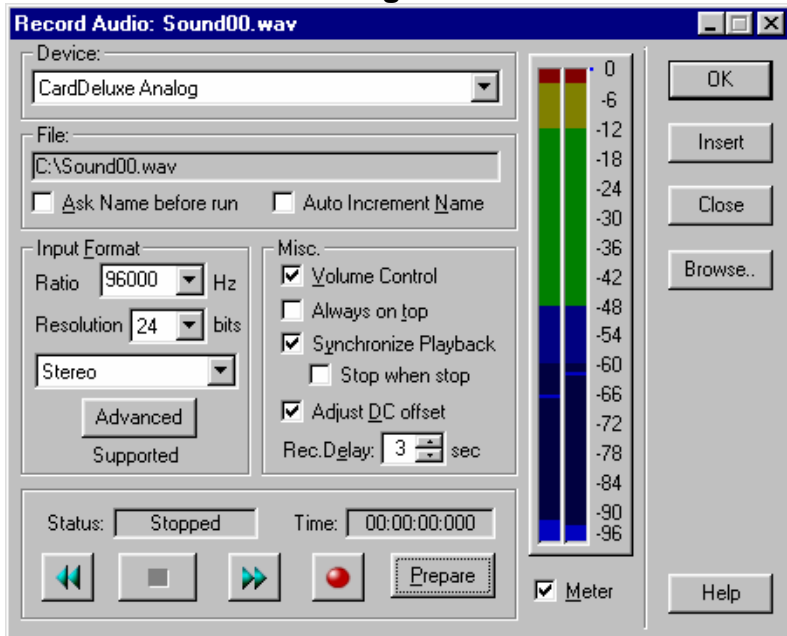 Record Audio: Sound00.wav
Device:
CardDeluxe Analog
File:
C:\Sound00.wav
Ask Name before run
Auto Increment Name
Input Format
Ratio 96000 Hz
Resolution 24 bits
Stereo
Advanced
Supported
Misc.
Volume Control
Always on top
Synchronize Playback
Stop when stop
Adjust DC offset
Rec.Delay: 3 sec
Status: Stopped
Time: 00:00:00:000
Prepare
0
-6
-12
-18
-24
-30
-36
-42
-48
-54
-60
-66
-72
-78
-84
-90
-96
Meter
OK
Insert
Close
Browse..
Help